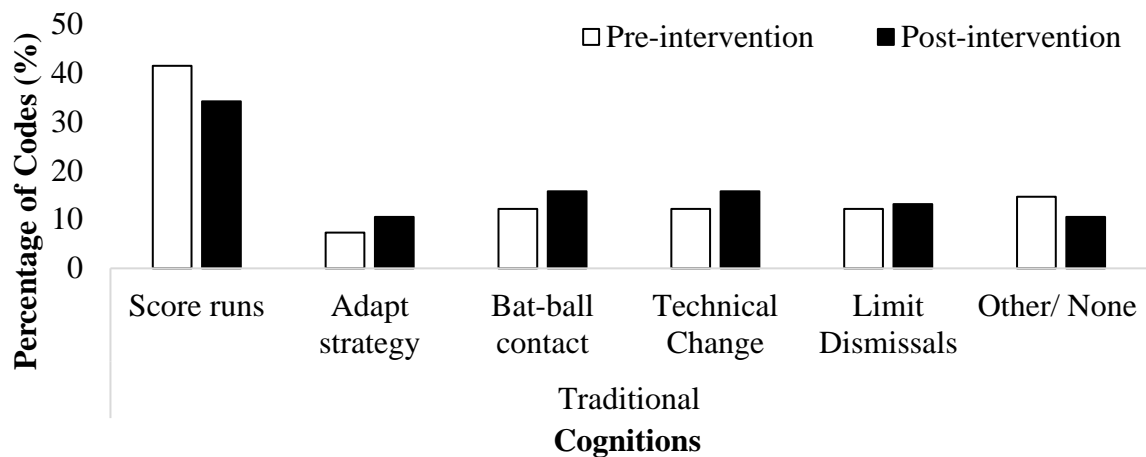 Percentage of Codes (%)
50
40
30
20
10
0
Pre-intervention
Post-intervention
Score runs
Adapt
strategy
Bat-ball
contact
Technical
Change
Limit
Dismissals
Other/ None
Traditional
Cognitions